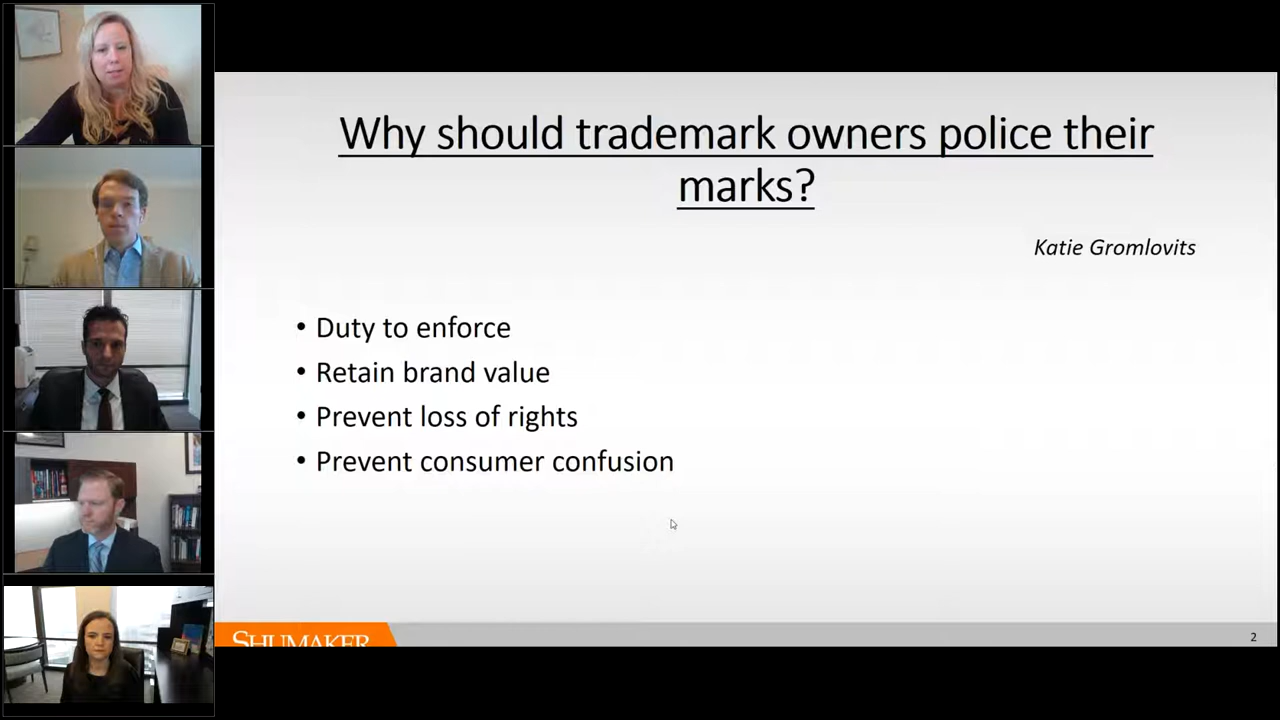 Why should trademark owners police their
marks?
Katie Gromlovits
• Duty to enforce
• Retain brand value
• Prevent loss of rights
• Prevent consumer confusion
SHUMAKER
2